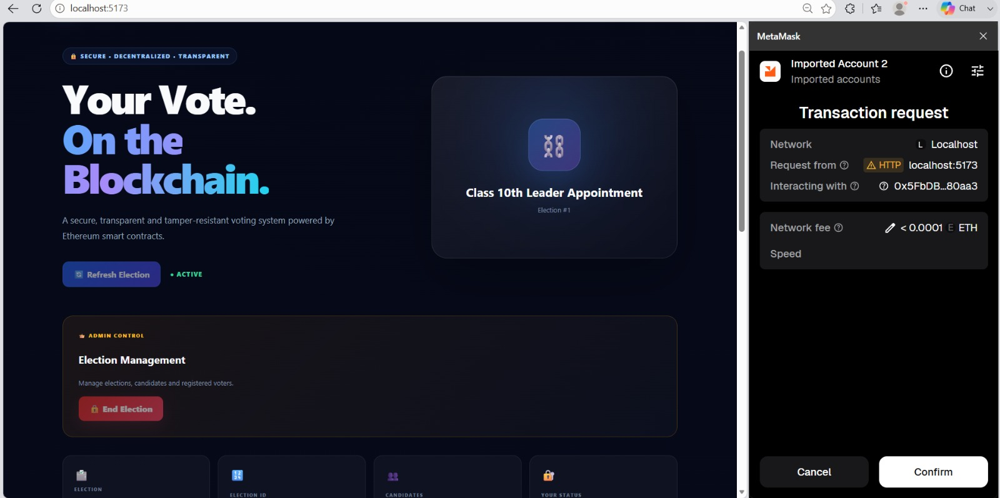 localhost:5173
Chat
SECURE • DECENTRALIZED • TRANSPARENT
Your Vote.
On the
Blockchain.
A secure, transparent and tamper-resistant voting system powered by
Ethereum smart contracts.
Refresh Election
• ACTIVE
Class 10th Leader Appointment
Election #1
ADMIN CONTROL
Election Management
Manage elections, candidates and registered voters.
End Election
ELECTION
ELECTION ID
CANDIDATES
YOUR STATUS
MetaMask
Imported Account 2
Imported accounts
Transaction request
Network L Localhost
Request from HTTP localhost:5173
Interacting with 0x5FbDB...80aa3
Network fee < 0.0001 E ETH
Speed
Cancel Confirm